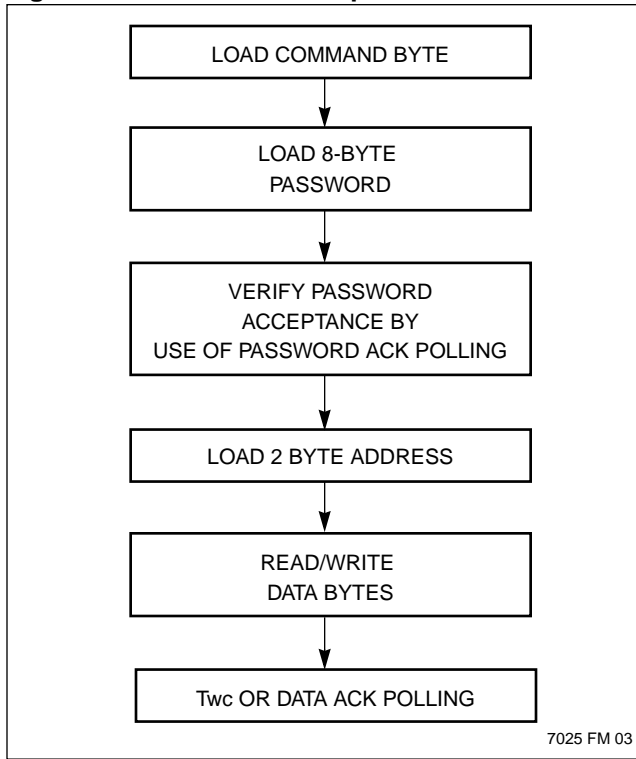 LOAD COMMAND BYTE
LOAD 8-BYTE
PASSWORD
VERIFY PASSWORD
ACCEPTANCE BY
USE OF PASSWORD ACK POLLING
LOAD 2 BYTE ADDRESS
READ/WRITE
DATA BYTES
Twc OR DATA ACK POLLING
7025 FM 03